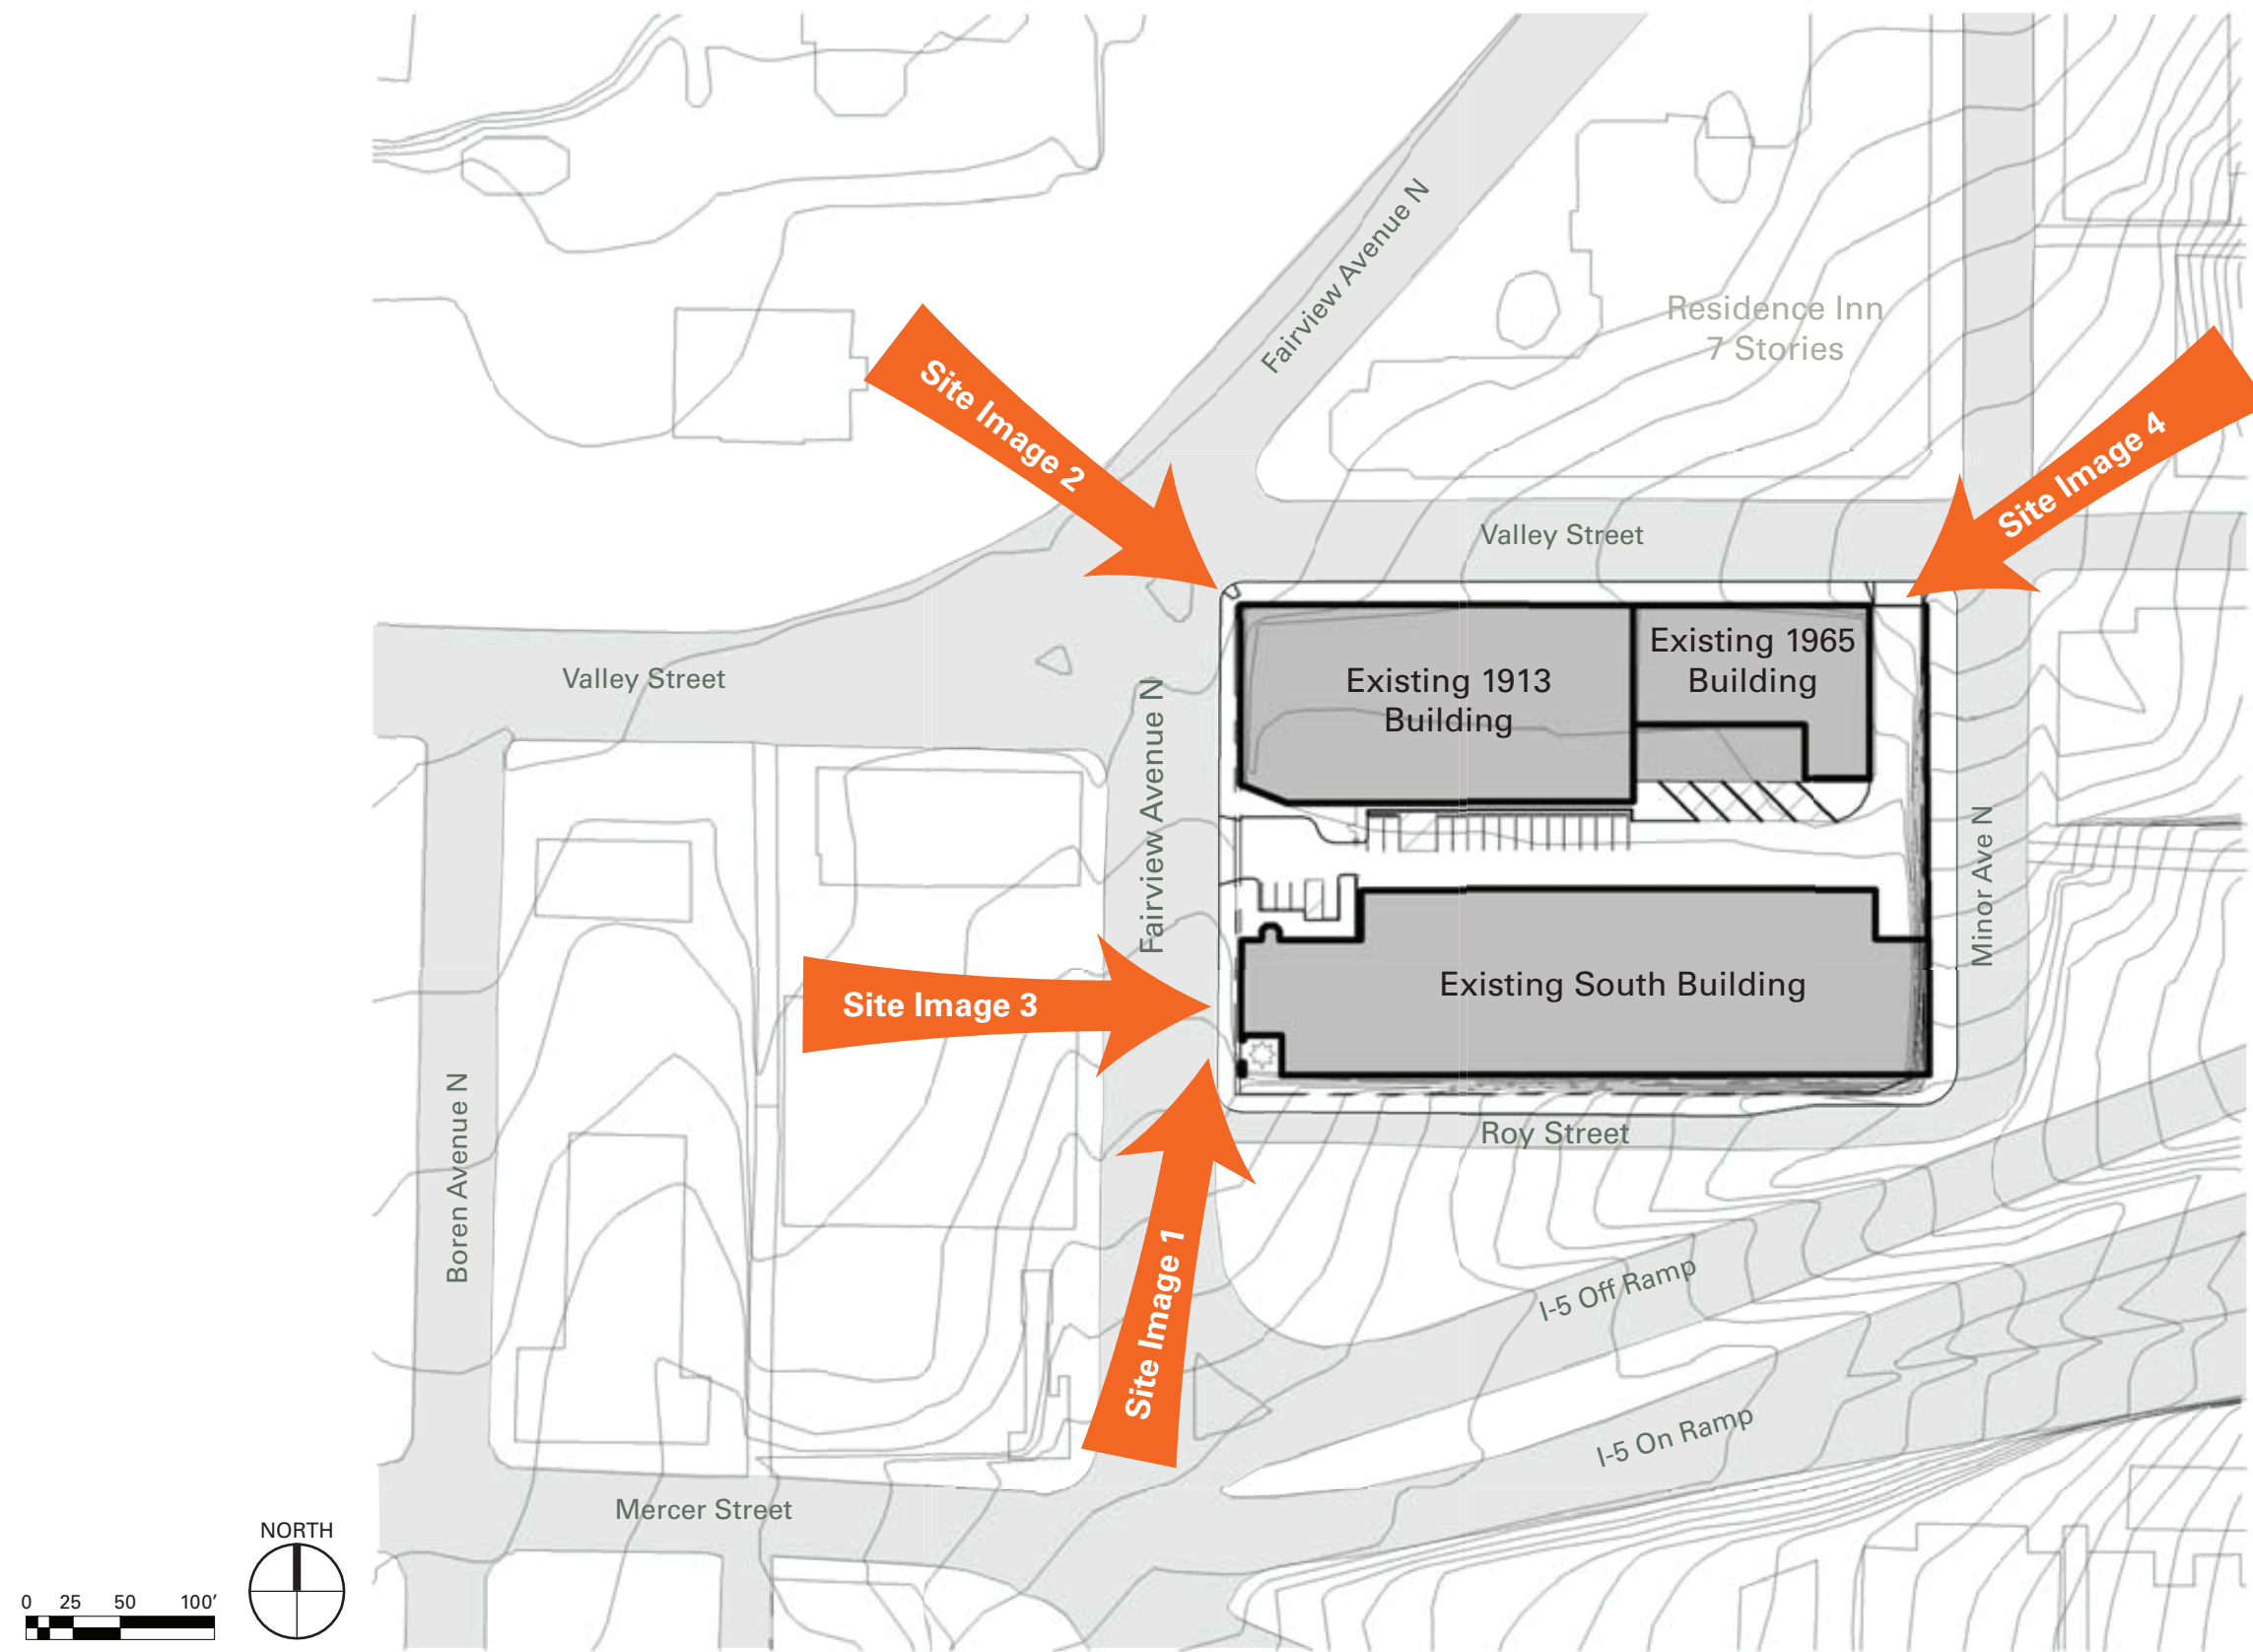 Fairview Avenue N
Residence Inn
7 Stories
Site Image 2
Site Image 4
Valley Street
Valley Street
Existing 1913
Building
Existing 1965
Building
Fairview Avenue N
Minor Ave N
Site Image 3
Existing South Building
Boren Avenue N
Roy Street
Site Image 1
I-5 Off Ramp
I-5 On Ramp
Mercer Street
NORTH
0 25 50 100’